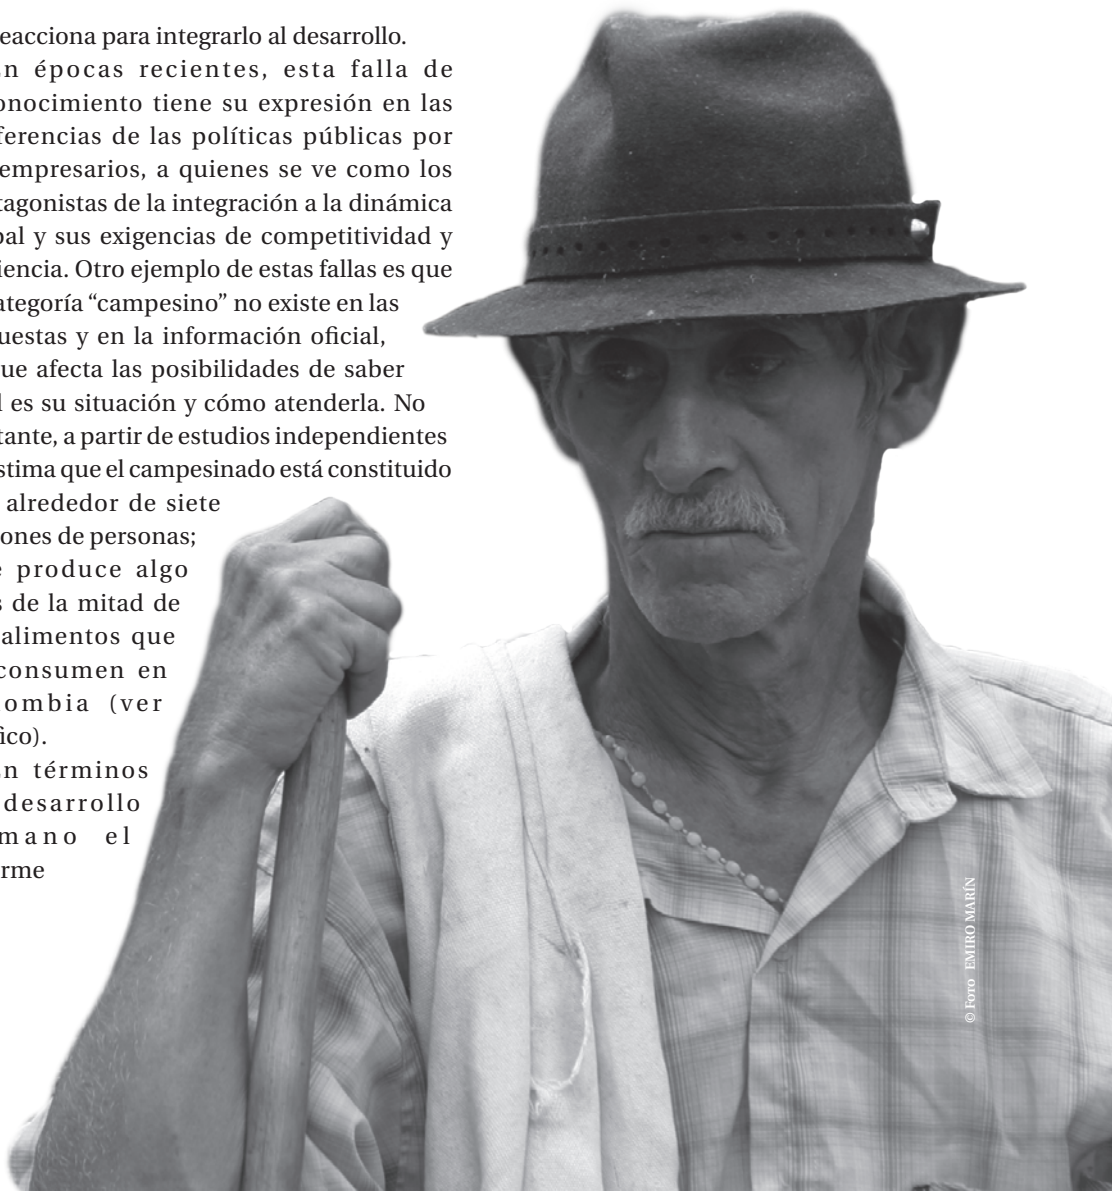 eacciona para integrarlo al desarrollo.
n épocas recientes, esta falla de
onocimiento tiene su expresión en las
ferencias de las políticas públicas por
empresarios, a quienes se ve como los
tagonistas de la integración a la dinámica
bal y sus exigencias de competitividad y
iencia. Otro ejemplo de estas fallas es que
ategoría “campesino” no existe en las
uestas y en la información oficial,
ue afecta las posibilidades de saber
l es su situación y cómo atenderla. No
tante, a partir de estudios independientes
stima que el campesinado está constituido
alrededor de siete
ones de personas;
e produce algo
s de la mitad de
alimentos que
consumen en
ombia (ver
fico).
n términos
desarrollo
mano el
rme
© Foto EMIRO MARÍN